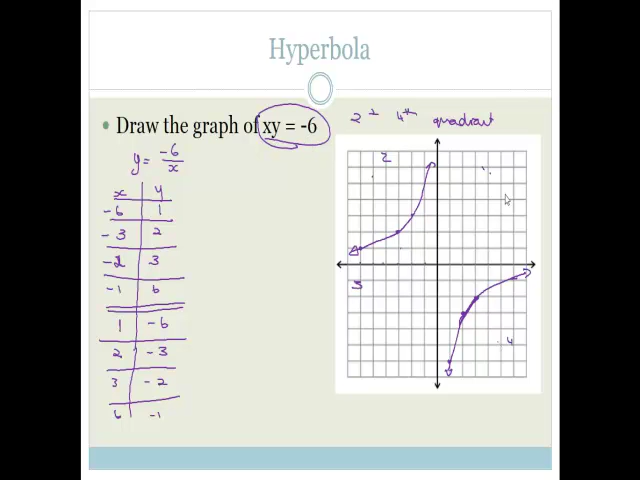 Hyperbola
Draw the graph of xy = -6
2nd 4th quadrant
y = -6/x
x y
-6 1
-3 2
-2 3
-1 6
1 -6
2 -3
3 -2
6 -1
2
3
4